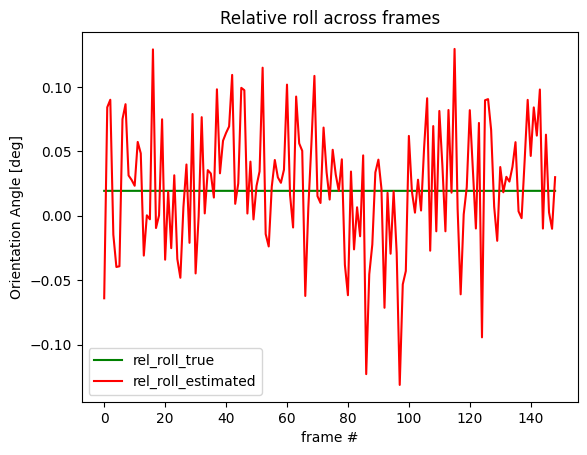 Relative roll across frames
Orientation Angle [deg]
0.10
0.05
0.00
−0.05
−0.10
rel_roll_true
rel_roll_estimated
0 20 40 60 80 100 120 140
frame #